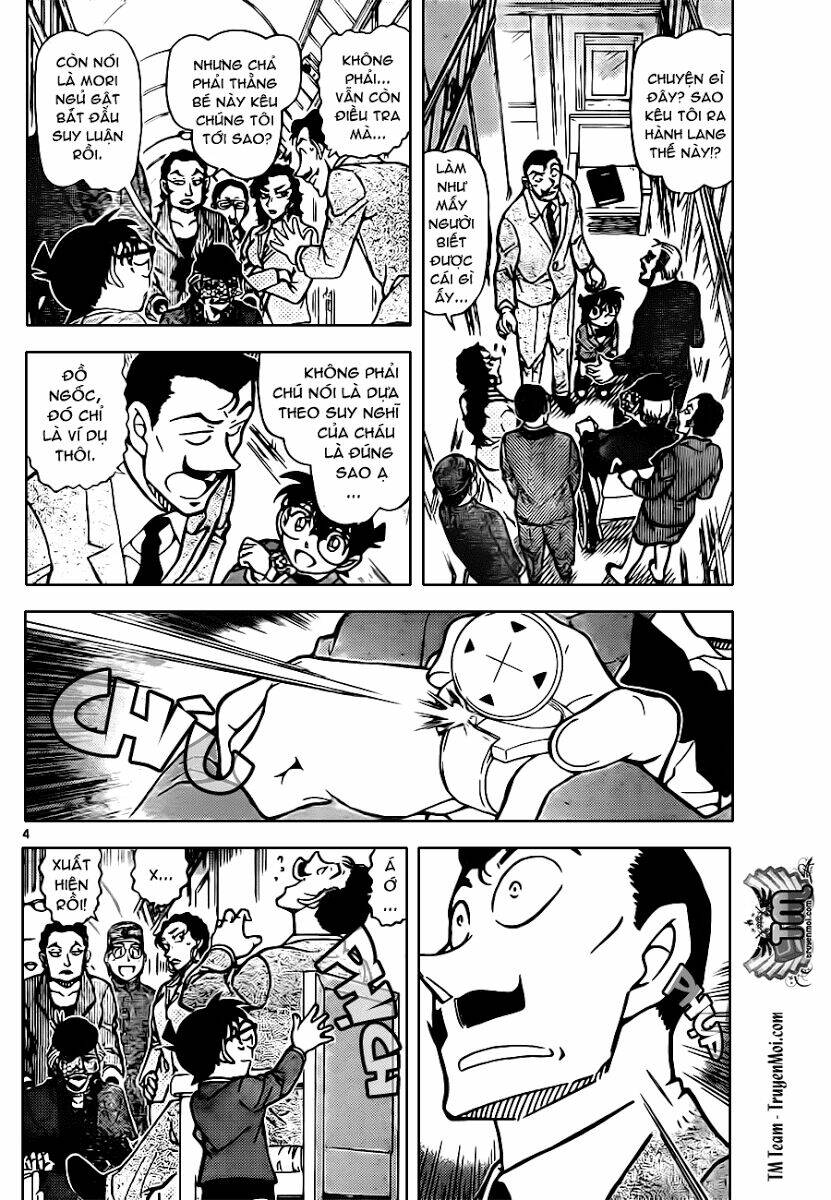 CHUYỆN GÌ
ĐÂY? SAO
KÊU TÔI RA
HÀNH LANG
THẾ NÀY!?
LÀM
NHƯ
MẤY
NGƯỜI
BIẾT
ĐƯỢC
CÁI GÌ
ẤY...
KHÔNG
PHẢI...
VẪN CÒN
ĐIỀU TRA
MÀ...
NHƯNG CHẢ
PHẢI THẰNG
BÉ NÀY KÊU
CHÚNG TÔI
TỚI SAO?
CÒN NÓI
LÀ MORI
NGỦ GẬT
BẮT ĐẦU
SUY LUẬN
RỒI.
KHÔNG PHẢI
CHÚ NÓI LÀ DỰA
THEO SUY NGHĨ
CỦA CHÁU
LÀ ĐÚNG
SAO Ạ
...
ĐỒ
NGỐC,
ĐÓ CHỈ
LÀ VÍ DỤ
THÔI.
CHÍU
4
PHẬP
Á
Ớ
...
X...
XUẤT
HIỆN
RỒI!
TM
truyenmoi.com
TM Team - TruyenMoi.com